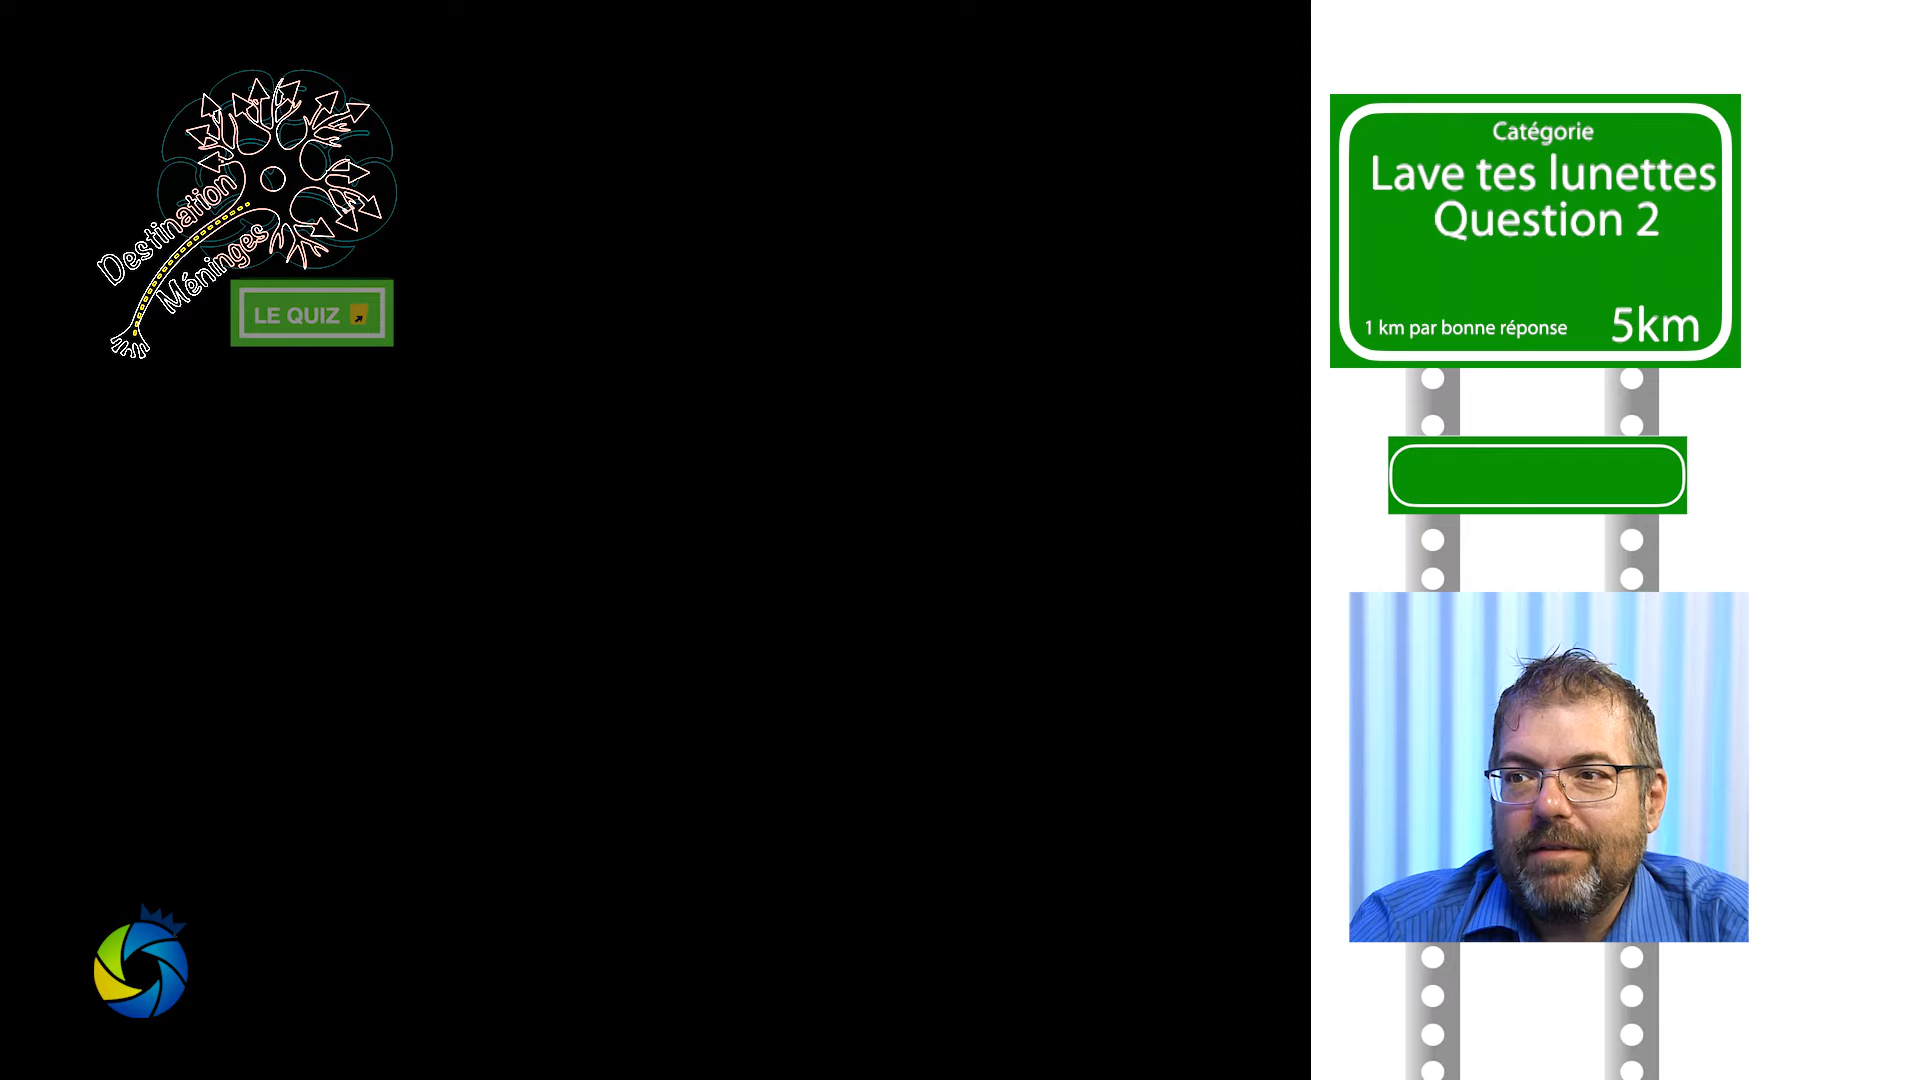 Destination
Méninges
LE QUIZ
Catégorie
Lave tes lunettes
Question 2
1 km par bonne réponse
5km